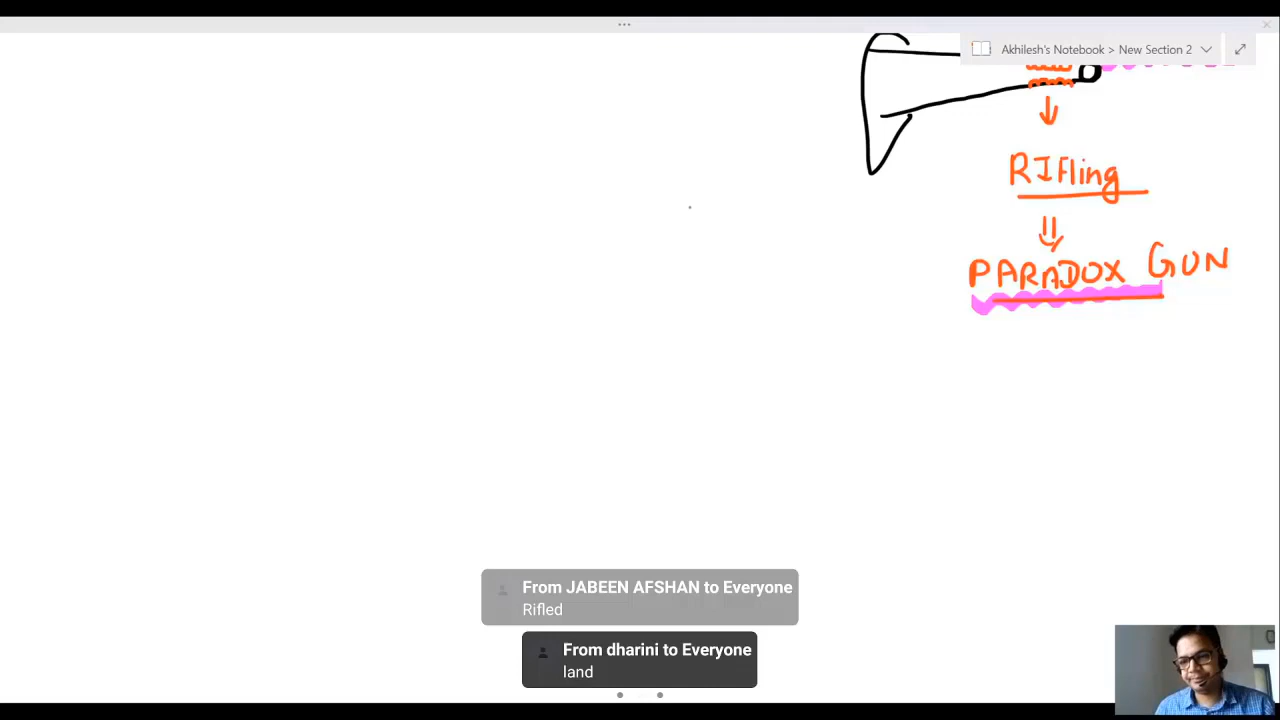 Akhilesh's Notebook > New Section 2
RIfling
PARADOX GUN
From JABEEN AFSHAN to Everyone
Rifled
From dharini to Everyone
land